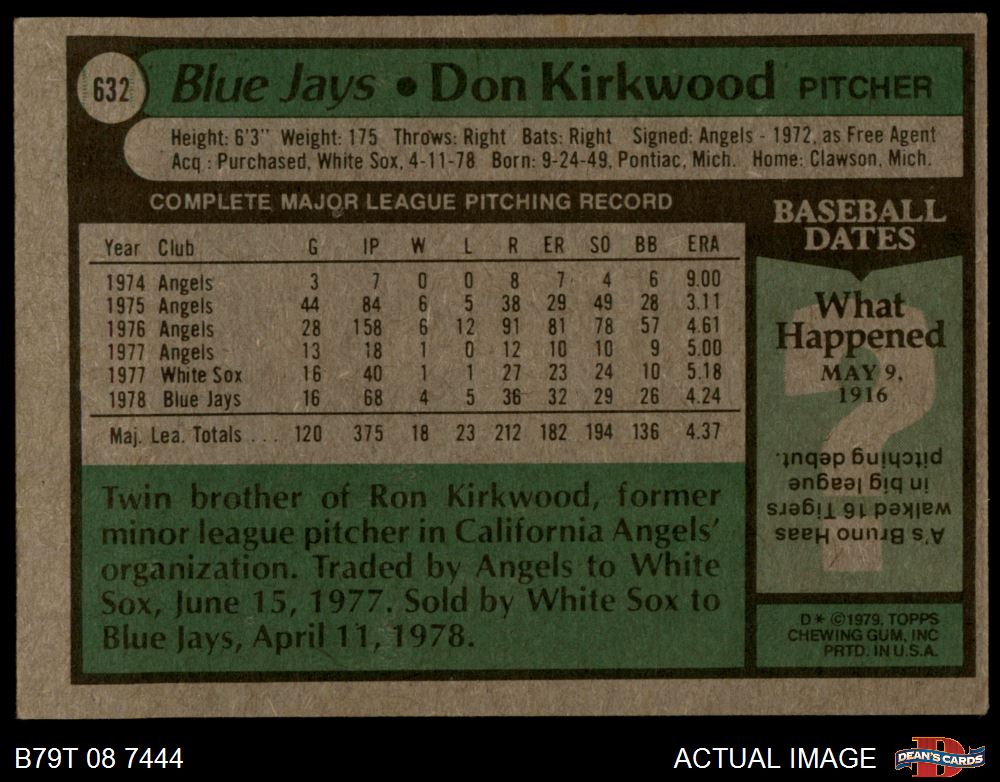 632 Blue Jays • Don Kirkwood PITCHER
Height: 6'3" Weight: 175 Throws: Right Bats: Right Signed: Angels - 1972, as Free Agent
Acq : Purchased, White Sox, 4-11-78 Born: 9-24-49, Pontiac, Mich. Home: Clawson, Mich.
COMPLETE MAJOR LEAGUE PITCHING RECORD
Year Club G IP W L R ER SO BB ERA
1974 Angels 3 7 0 0 8 7 4 6 9.00
1975 Angels 44 84 6 5 38 29 49 28 3.11
1976 Angels 28 158 6 12 91 81 78 57 4.61
1977 Angels 13 18 1 0 12 10 10 9 5.00
1977 White Sox 16 40 1 1 27 23 24 10 5.18
1978 Blue Jays 16 68 4 5 36 32 29 26 4.24
Maj. Lea. Totals ... 120 375 18 23 212 182 194 136 4.37
Twin brother of Ron Kirkwood, former
minor league pitcher in California Angels'
organization. Traded by Angels to White
Sox, June 15, 1977. Sold by White Sox to
Blue Jays, April 11, 1978.
BASEBALL
DATES
What
Happened
MAY 9,
1916
?
A's Bruno Haas
walked 16 Tigers
in big league
pitching debut.
D* ©1979, TOPPS
CHEWING GUM, INC
PRTD. IN U.S.A.
B79T 08 7444
ACTUAL IMAGE
D
DEAN'S CARDS